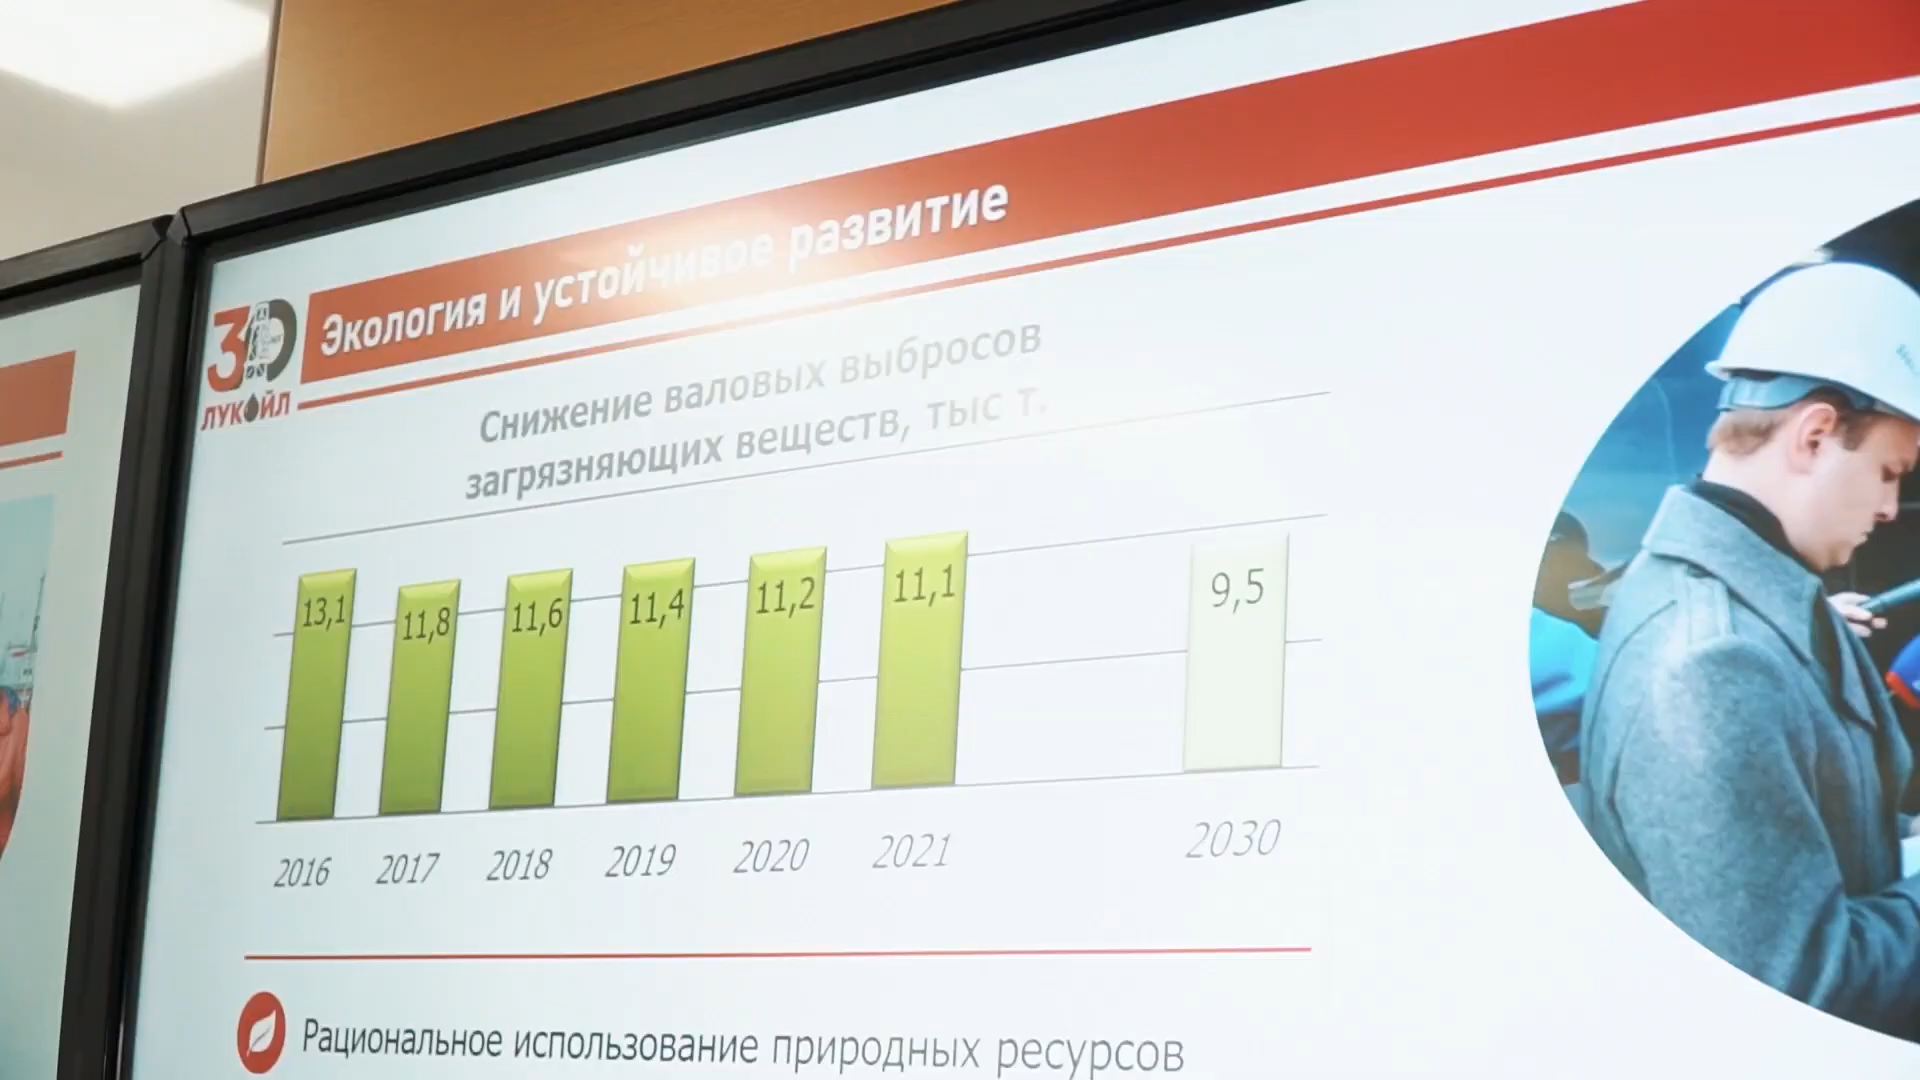 Экология и устойчивое развитие
30
ЛУКОЙЛ
Снижение валовых выбросов
загрязняющих веществ, тыс т.
13,1 11,8 11,6 11,4 11,2 11,1 9,5
2016 2017 2018 2019 2020 2021 2030
Рациональное использование природных ресурсов